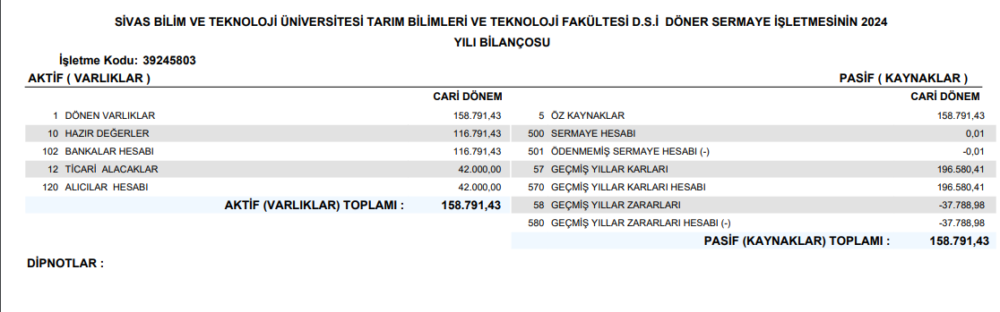 SİVAS BİLİM VE TEKNOLOJİ ÜNİVERSİTESİ TARIM BİLİMLERİ VE TEKNOLOJİ FAKÜLTESİ D.S.İ DÖNER SERMAYE İŞLETMESİNİN 2024
YILI BİLANÇOSU
İşletme Kodu: 39245803
AKTİF ( VARLIKLAR )
CARİ DÖNEM
1 DÖNEN VARLIKLAR 158.791,43
10 HAZIR DEĞERLER 116.791,43
102 BANKALAR HESABI 116.791,43
12 TİCARİ ALACAKLAR 42.000,00
120 ALICILAR HESABI 42.000,00
AKTİF (VARLIKLAR) TOPLAMI : 158.791,43
PASİF ( KAYNAKLAR )
CARİ DÖNEM
5 ÖZ KAYNAKLAR 158.791,43
500 SERMAYE HESABI 0,01
501 ÖDENMEMİŞ SERMAYE HESABI (-) -0,01
57 GEÇMİŞ YILLAR KARLARI 196.580,41
570 GEÇMİŞ YILLAR KARLARI HESABI 196.580,41
58 GEÇMİŞ YILLAR ZARARLARI -37.788,98
580 GEÇMİŞ YILLAR ZARARLARI HESABI (-) -37.788,98
PASİF (KAYNAKLAR) TOPLAMI : 158.791,43
DİPNOTLAR :